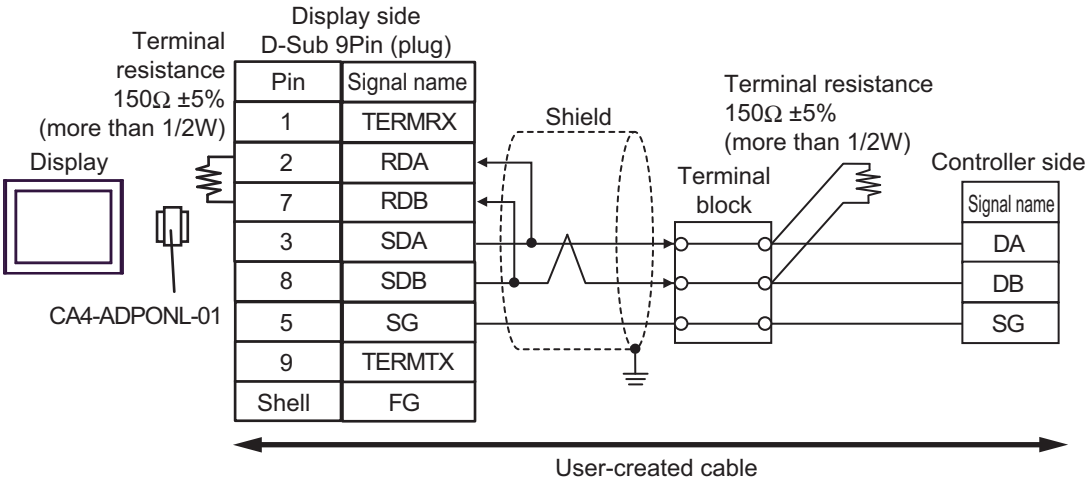 Display side
D-Sub 9Pin (plug)
Terminal
resistance
150Ω ±5%
(more than 1/2W)
Display
CA4-ADPONL-01
Pin Signal name
1 TERMRX
2 RDA
7 RDB
3 SDA
8 SDB
5 SG
9 TERMTX
Shell FG
Shield
Terminal
block
Terminal resistance
150Ω ±5%
(more than 1/2W)
Controller side
Signal name
DA
DB
SG
User-created cable